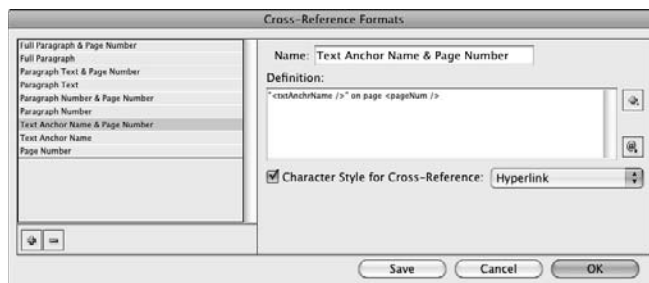 Cross-Reference Formats
Full Paragraph & Page Number
Full Paragraph
Paragraph Text & Page Number
Paragraph Text
Paragraph Number & Page Number
Paragraph Number
Text Anchor Name & Page Number
Text Anchor Name
Page Number
Name: Text Anchor Name & Page Number
Definition:
"<txtAnchrName />" on page <pageNum />
Character Style for Cross-Reference: Hyperlink
Save Cancel OK